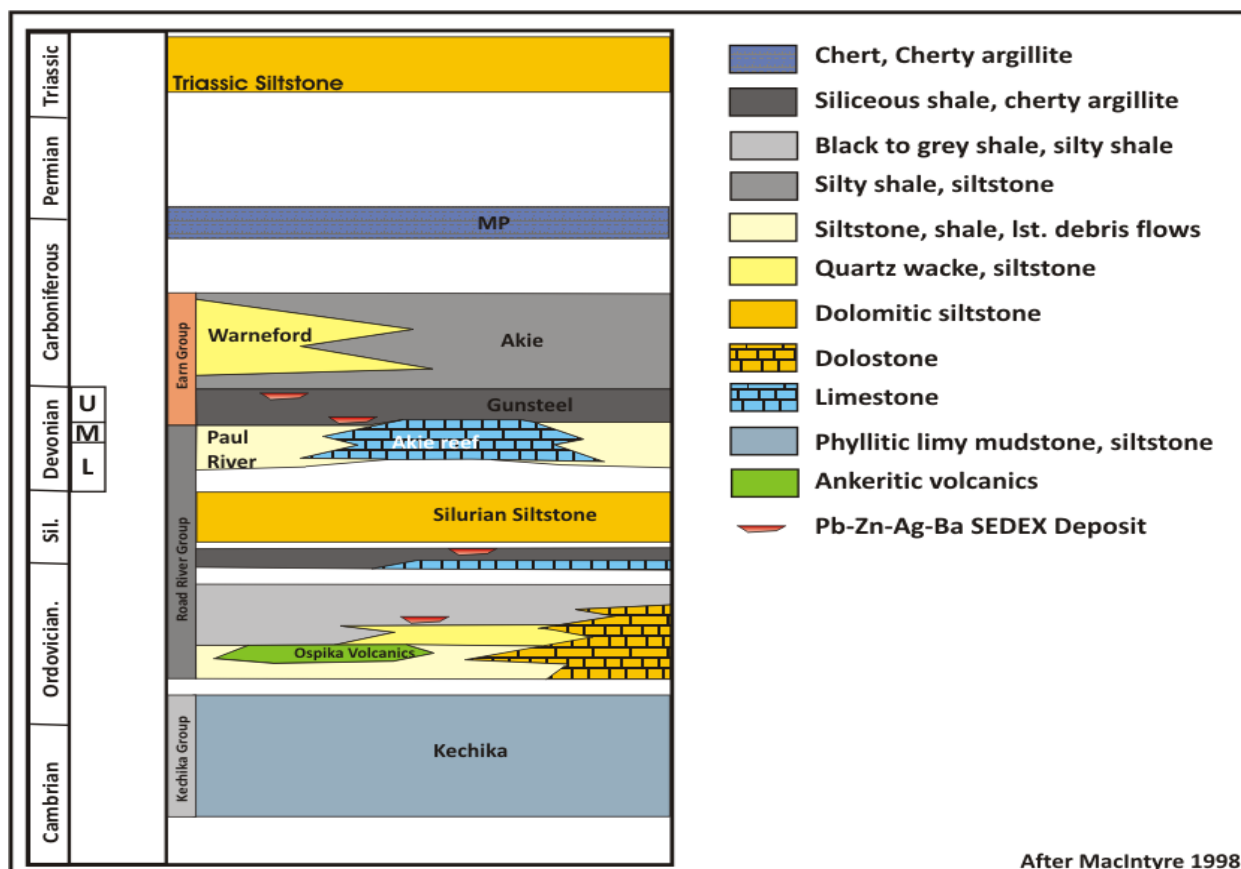 Triassic
Permian
Carboniferous
Devonian
Sil.
Ordovician.
Cambrian
U
M
L
Earn Group
Road River Group
Kechika Group
Triassic Siltstone
MP
Warneford
Akie
Gunsteel
Paul
River
Akie reef
Silurian Siltstone
Ospika Volcanics
Kechika
Chert, Cherty argillite
Siliceous shale, cherty argillite
Black to grey shale, silty shale
Silty shale, siltstone
Siltstone, shale, lst. debris flows
Quartz wacke, siltstone
Dolomitic siltstone
Dolostone
Limestone
Phyllitic limy mudstone, siltstone
Ankeritic volcanics
Pb-Zn-Ag-Ba SEDEX Deposit
After MacIntyre 1998